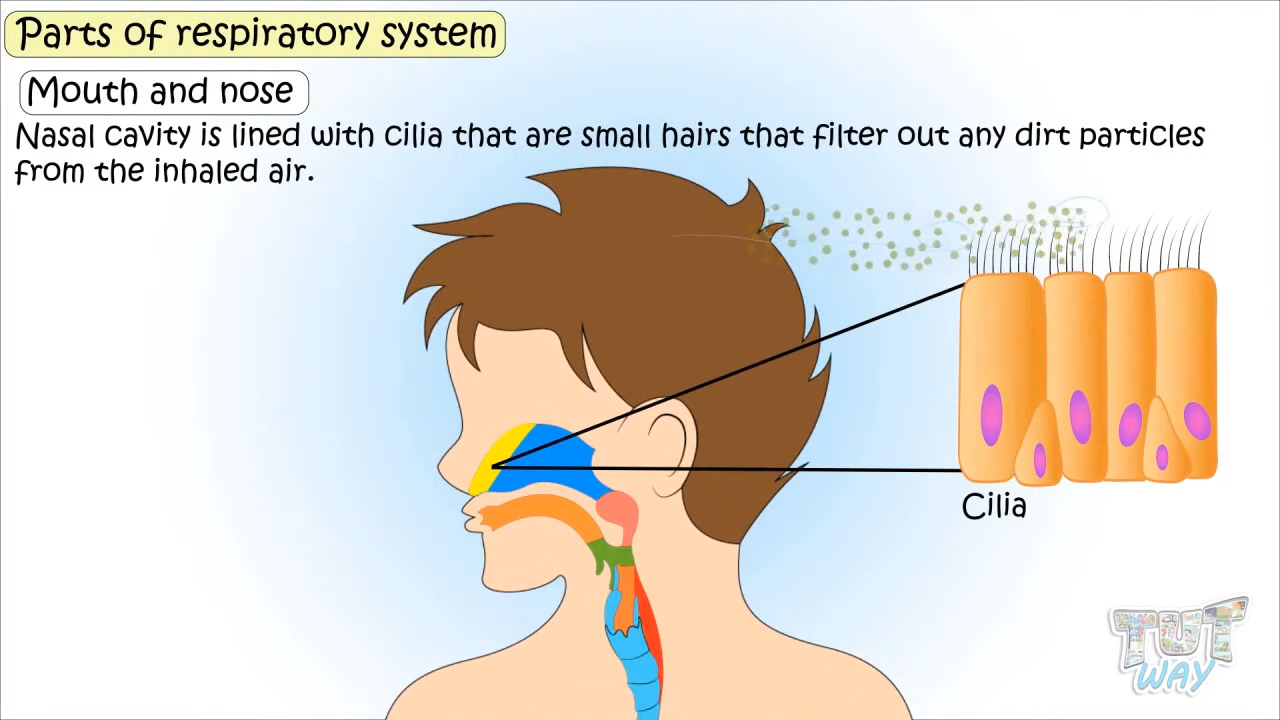 Parts of respiratory system
Mouth and nose
Nasal cavity is lined with cilia that are small hairs that filter out any dirt particles
from the inhaled air.
Cilia
TUT
WAY